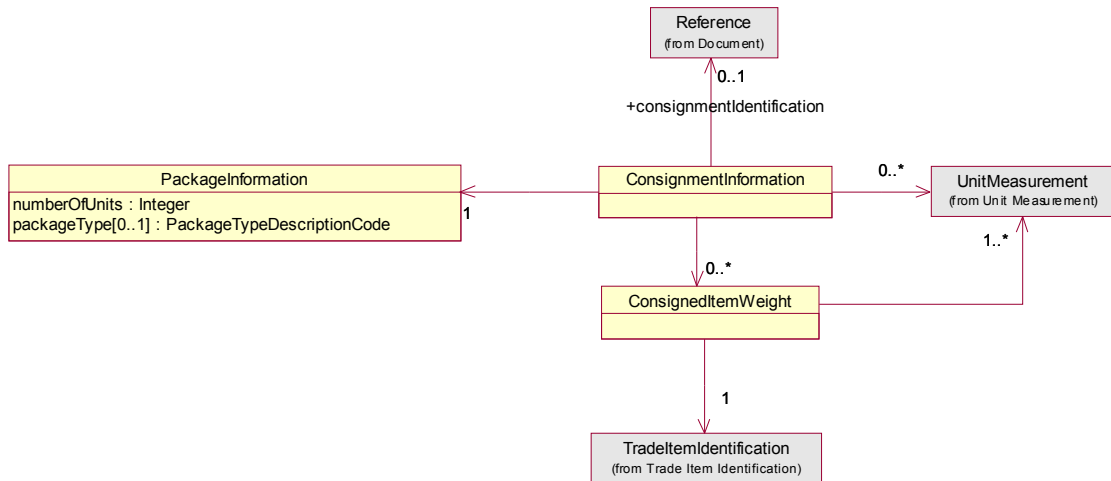 Reference
(from Document)
0..1
+consignmentIdentification
PackageInformation
numberOfUnits : Integer
packageType[0..1] : PackageTypeDescriptionCode
1
ConsignmentInformation
0..*
UnitMeasurement
(from Unit Measurement)
1..*
0..*
ConsignedItemWeight
1
TradeItemIdentification
(from Trade Item Identification)